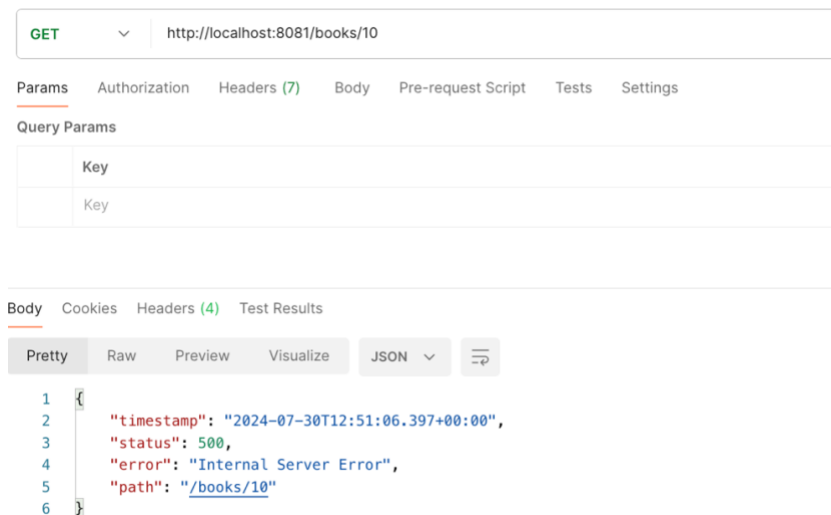 GET http://localhost:8081/books/10
Params Authorization Headers (7) Body Pre-request Script Tests Settings
Query Params
Key
Key
Body Cookies Headers (4) Test Results
Pretty Raw Preview Visualize JSON
1 {
2 "timestamp": "2024-07-30T12:51:06.397+00:00",
3 "status": 500,
4 "error": "Internal Server Error",
5 "path": "/books/10"
6 }